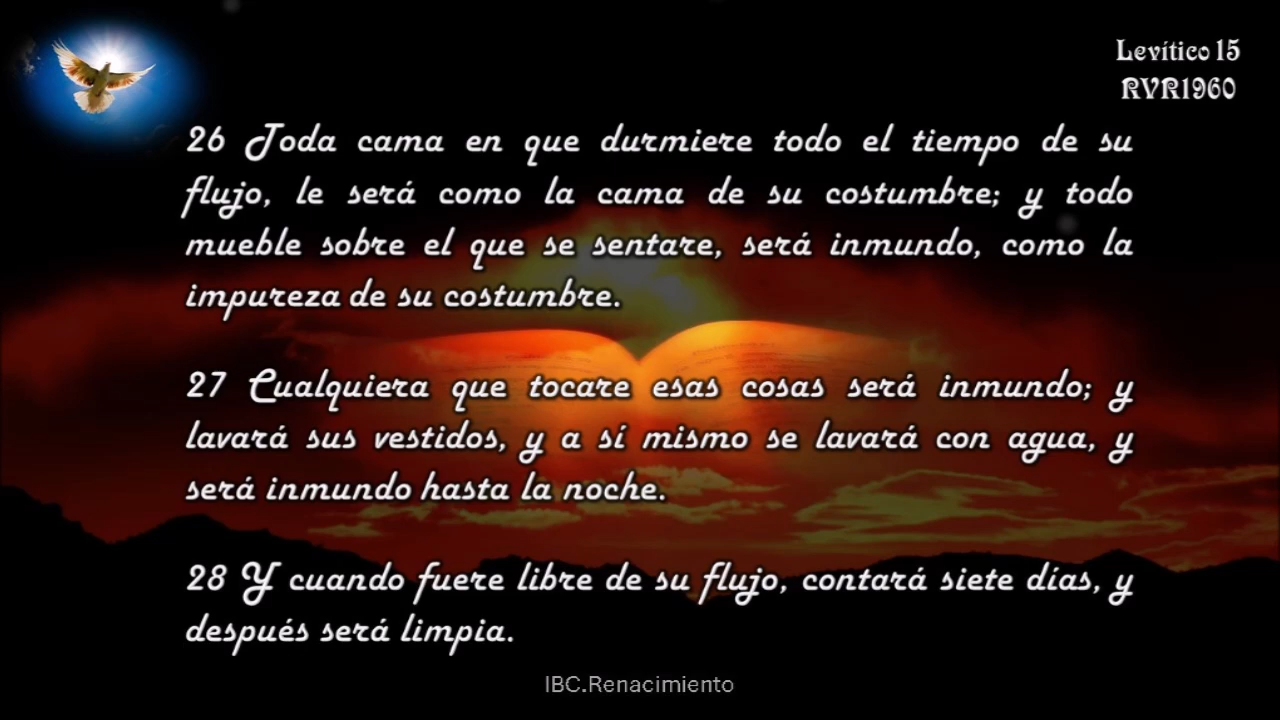 Levítico 15
RVR1960
26 Toda cama en que durmiere todo el tiempo de su
flujo, le será como la cama de su costumbre; y todo
mueble sobre el que se sentare, será inmundo, como la
impureza de su costumbre.
27 Cualquiera que tocare esas cosas será inmundo; y
lavará sus vestidos, y a sí mismo se lavará con agua, y
será inmundo hasta la noche.
28 Y cuando fuere libre de su flujo, contará siete días, y
después será limpia.
IBC.Renacimiento